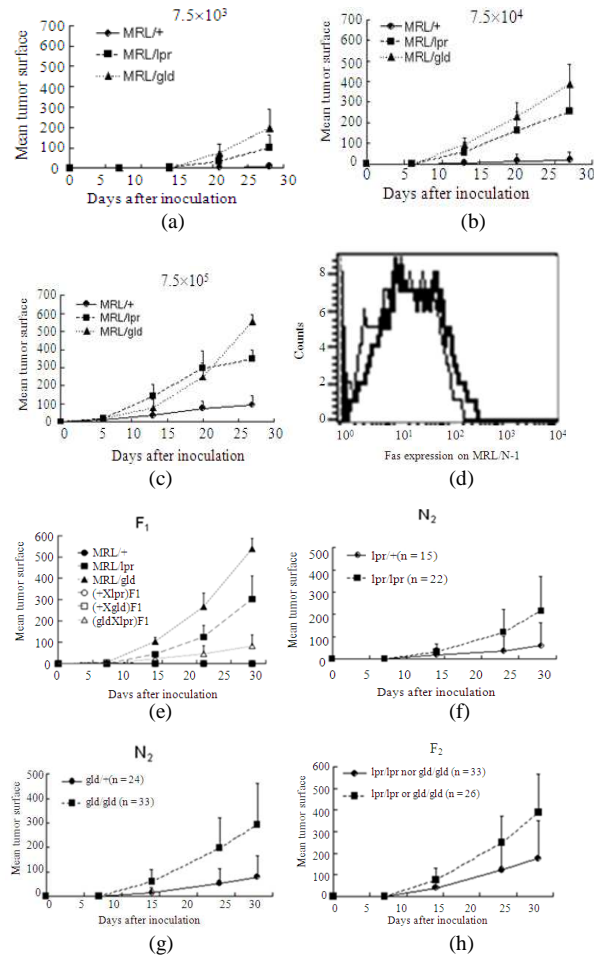 7.5×10³
MRL/+
MRL/lpr
MRL/gld
Mean tumor surface
700
600
500
400
300
200
100
0
0 5 10 15 20 25 30
Days after inoculation
(a)
7.5×10⁴
MRL/+
MRL/lpr
MRL/gld
Mean tumor surface
700
600
500
400
300
200
100
0
0 5 10 15 20 25 30
Days after inoculation
(b)
7.5×10⁵
MRL/+
MRL/lpr
MRL/gld
Mean tumor surface
700
600
500
400
300
200
100
0
0 5 10 15 20 25 30
Days after inoculation
(c)
Counts
8
6
4
2
0
10⁰ 10¹ 10² 10³ 10⁴
Fas expression on MRL/N-1
(d)
F₁
MRL/+
MRL/lpr
MRL/gld
(+Xlpr)F1
(+Xgld)F1
(gldXlpr)F1
Mean tumor surface
600
500
400
300
200
100
0
0 5 10 15 20 25 30
Days after inoculation
(e)
N₂
lpr/+(n = 15)
lpr/lpr (n = 22)
Mean tumor surface
500
400
300
200
100
0
0 5 10 15 20 25 30
Days after inoculation
(f)
N₂
gld/+(n = 24)
gld/gld (n = 33)
Mean tumor surface
500
400
300
200
100
0
0 5 10 15 20 25 30
Days after inoculation
(g)
F₂
lpr/lpr nor gld/gld (n = 33)
lpr/lpr or gld/gld (n = 26)
Mean tumor surface
600
500
400
300
200
100
0
0 5 10 15 20 25 30
Days after inoculation
(h)